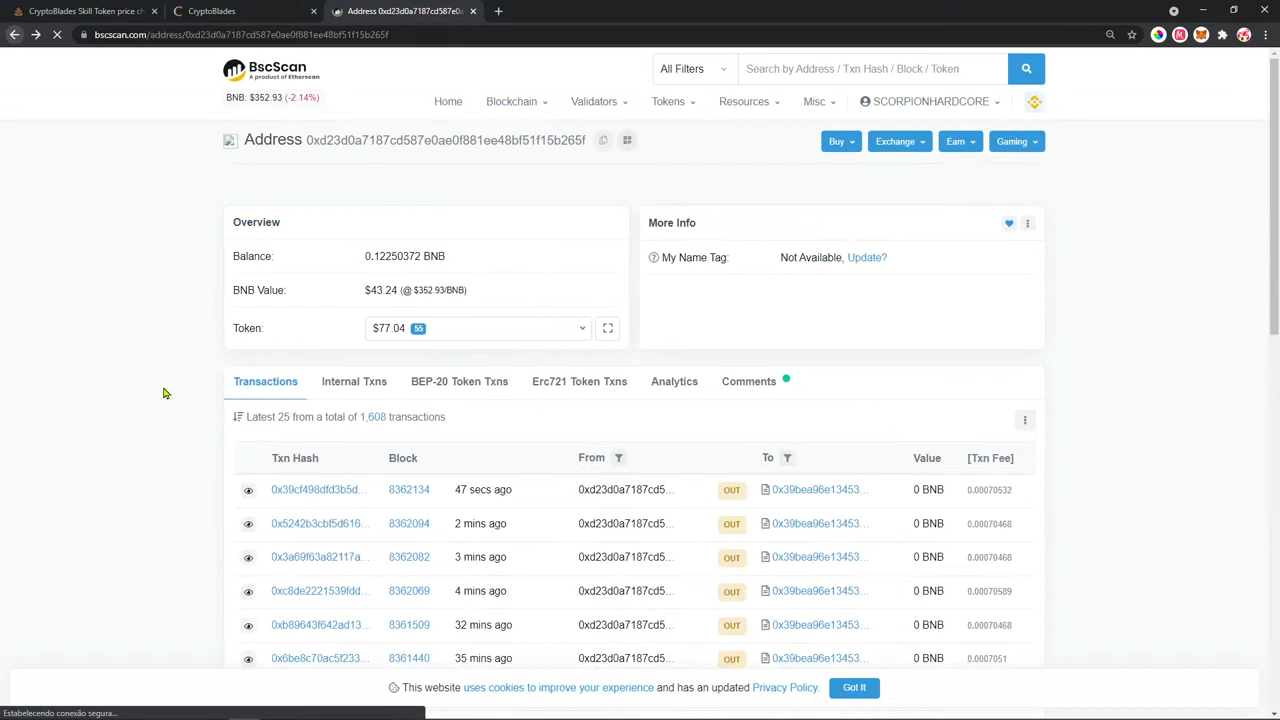 CryptoBlades Skill Token price ch
CryptoBlades
Address 0xd23d0a7187cd587e0a
bscscan.com/address/0xd23d0a7187cd587e0ae0f881ee48bf51f15b265f
BscScan
A product of Etherscan
BNB: $352.93 (-2.14%)
All Filters
Search by Address / Txn Hash / Block / Token
Home Blockchain Validators Tokens Resources Misc SCORPIONHARDCORE
Address 0xd23d0a7187cd587e0ae0f881ee48bf51f15b265f
Buy Exchange Earn Gaming
Overview
Balance: 0.12250372 BNB
BNB Value: $43.24 (@ $352.93/BNB)
Token: $77.04 55
More Info
My Name Tag: Not Available, Update?
Transactions Internal Txns BEP-20 Token Txns Erc721 Token Txns Analytics Comments
Latest 25 from a total of 1,608 transactions
Txn Hash Block From To Value [Txn Fee]
0x39cf498dfd3b5d... 8362134 47 secs ago 0xd23d0a7187cd5... OUT 0x39bea96e13453... 0 BNB 0.00070532
0x5242b3cbf5d616... 8362094 2 mins ago 0xd23d0a7187cd5... OUT 0x39bea96e13453... 0 BNB 0.00070468
0x3a69f63a82117a... 8362082 3 mins ago 0xd23d0a7187cd5... OUT 0x39bea96e13453... 0 BNB 0.00070468
0xc8de2221539fdd... 8362069 4 mins ago 0xd23d0a7187cd5... OUT 0x39bea96e13453... 0 BNB 0.00070589
0xb89643f642ad13... 8361509 32 mins ago 0xd23d0a7187cd5... OUT 0x39bea96e13453... 0 BNB 0.00070468
0x6be8c70ac5f233... 8361440 35 mins ago 0xd23d0a7187cd5... OUT 0x39bea96e13453... 0 BNB 0.0007051
This website uses cookies to improve your experience and has an updated Privacy Policy.
Got It
Estabelecendo conexão segura...